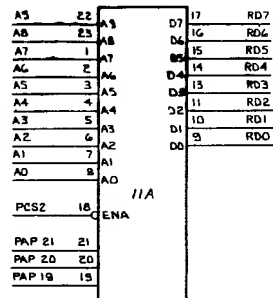 A9 22 A9 D7 17 RD7
A8 23 A8 D6 16 RD6
A7 1 A7 D5 15 RD5
A6 2 A6 D4 14 RD4
A5 3 A5 D3 13 RD3
A4 4 A4 D2 11 RD2
A3 5 A3 D1 10 RD1
A2 6 A2 D0 9 RD0
A1 7 A1
A0 8 A0
11A
PCS2 18 ENA
PAP 21 21
PAP 20 20
PAP 19 19